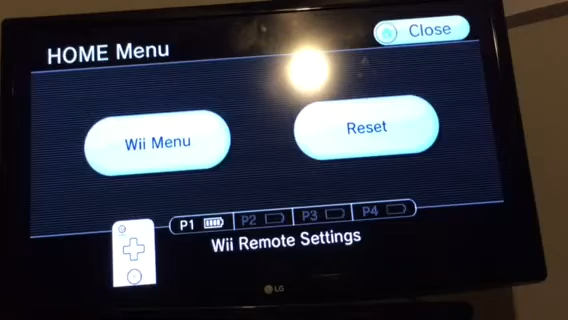 HOME Menu
Close
Wii Menu
Reset
P1 P2 P3 P4
Wii Remote Settings
LG